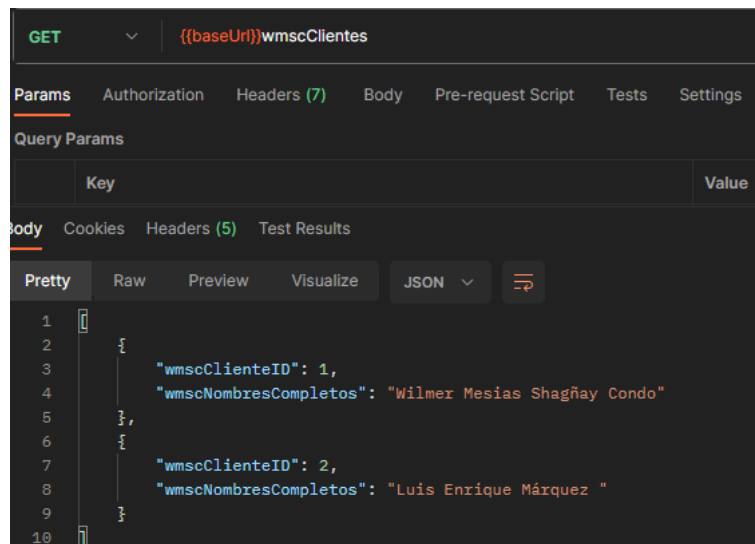 GET {{baseUrl}}wmscClientes
Params Authorization Headers (7) Body Pre-request Script Tests Settings
Query Params
Key Value
Body Cookies Headers (5) Test Results
Pretty Raw Preview Visualize JSON
1 [
2 {
3 "wmscClienteID": 1,
4 "wmscNombresCompletos": "Wilmer Mesias Shagñay Condo"
5 },
6 {
7 "wmscClienteID": 2,
8 "wmscNombresCompletos": "Luis Enrique Márquez "
9 }
10 ]